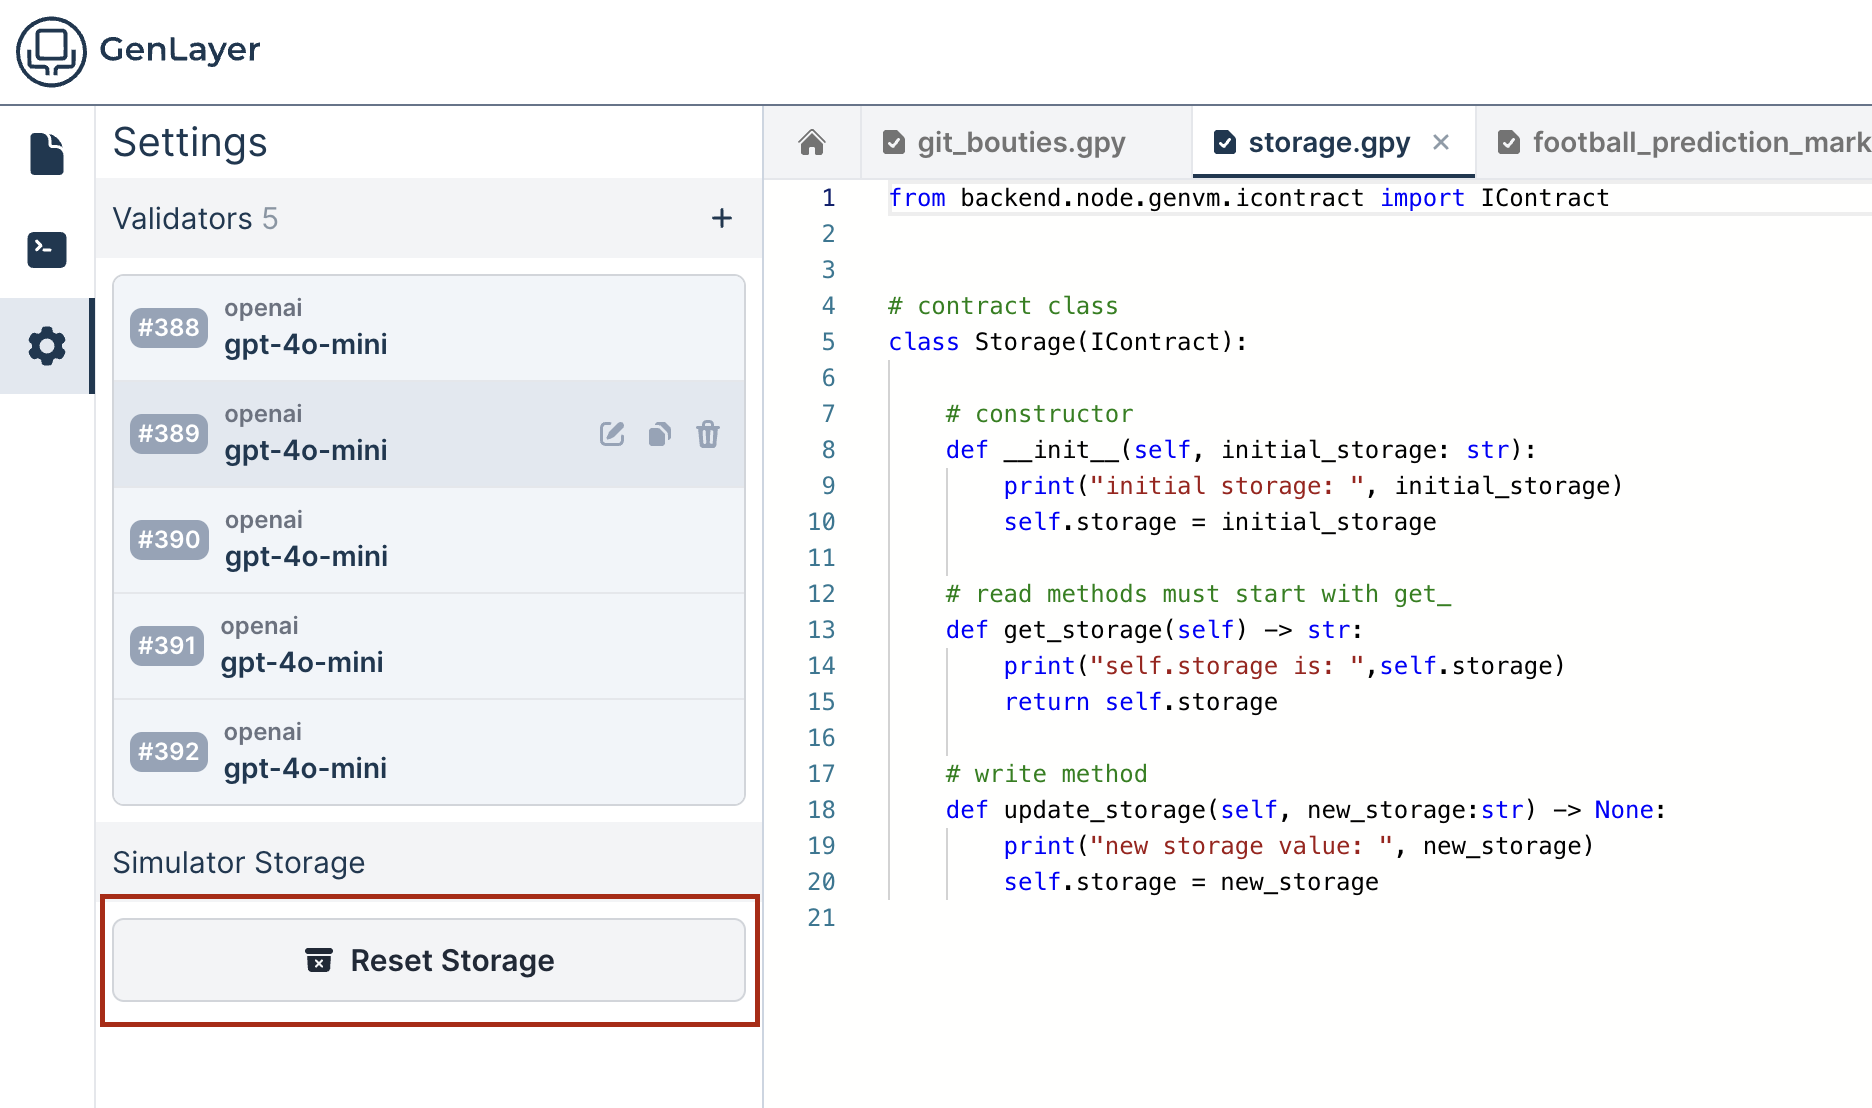 GenLayer
Settings
Validators 5
+
#388 openai
gpt-4o-mini
#389 openai
gpt-4o-mini
#390 openai
gpt-4o-mini
#391 openai
gpt-4o-mini
#392 openai
gpt-4o-mini
Simulator Storage
Reset Storage
git_bouties.gpy
storage.gpy ×
football_prediction_mark
1 from backend.node.genvm.icontract import IContract
2
3
4 # contract class
5 class Storage(IContract):
6
7     # constructor
8     def __init__(self, initial_storage: str):
9         print("initial storage: ", initial_storage)
10         self.storage = initial_storage
11
12     # read methods must start with get_
13     def get_storage(self) -> str:
14         print("self.storage is: ",self.storage)
15         return self.storage
16
17     # write method
18     def update_storage(self, new_storage:str) -> None:
19         print("new storage value: ", new_storage)
20         self.storage = new_storage
21